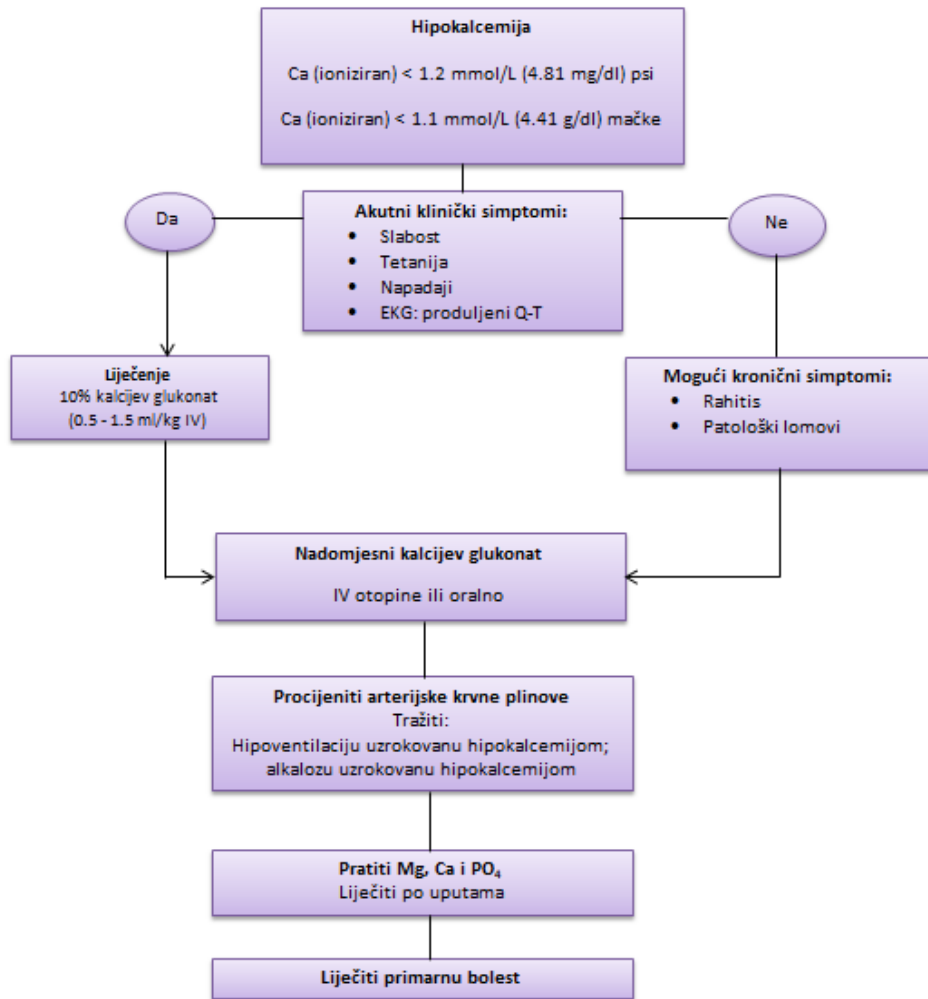 Hipokalcemija
Ca (ioniziran) < 1.2 mmol/L (4.81 mg/dl) psi
Ca (ioniziran) < 1.1 mmol/L (4.41 g/dl) mačke
Da
Akutni klinički simptomi:
• Slabost
• Tetanija
• Napadaji
• EKG: produljeni Q-T
Ne
Liječenje
10% kalcijev glukonat
(0.5 - 1.5 ml/kg IV)
Mogući kronični simptomi:
• Rahitis
• Patološki lomovi
Nadomjesni kalcijev glukonat
IV otopine ili oralno
Procijeniti arterijske krvne plinove
Tražiti:
Hipoventilaciju uzrokovanu hipokalcemijom;
alkalozu uzrokovanu hipokalcemijom
Pratiti Mg, Ca i PO₄
Liječiti po uputama
Liječiti primarnu bolest